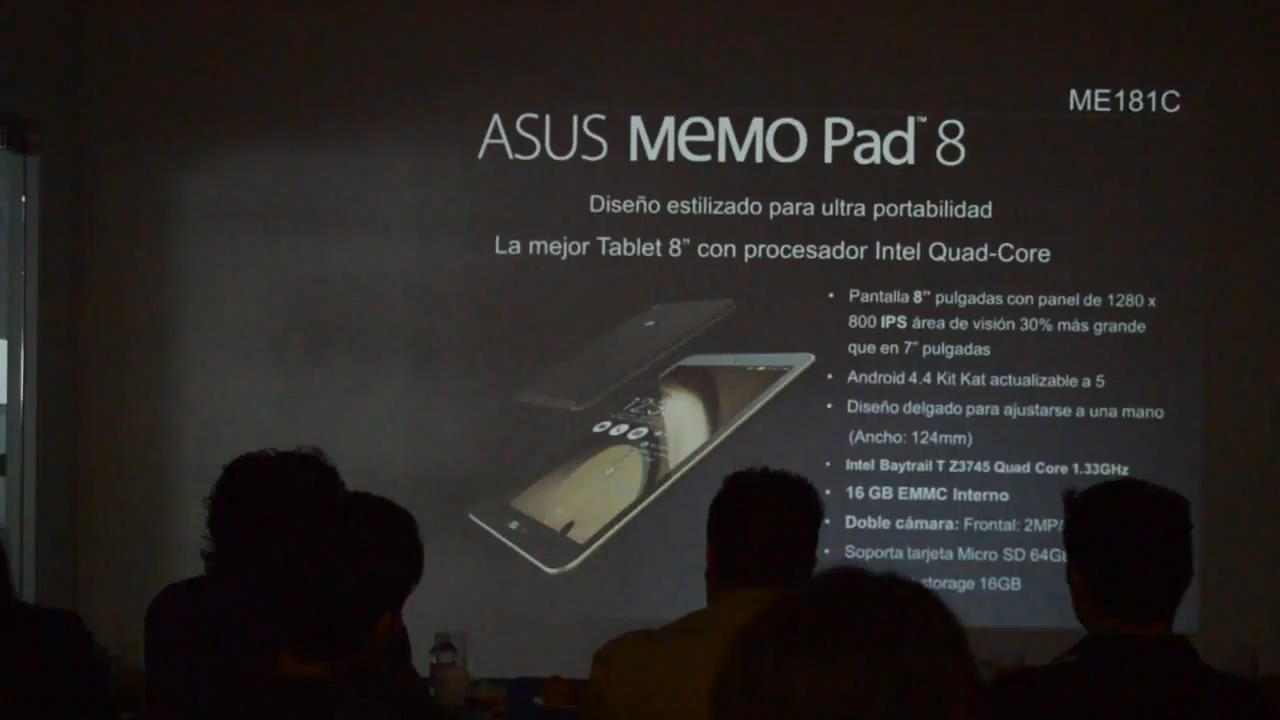 ME181C
ASUS MeMO Pad™ 8
Diseño estilizado para ultra portabilidad
La mejor Tablet 8” con procesador Intel Quad-Core
• Pantalla 8” pulgadas con panel de 1280 x
800 IPS área de visión 30% más grande
que en 7” pulgadas
• Android 4.4 Kit Kat actualizable a 5
• Diseño delgado para ajustarse a una mano
(Ancho: 124mm)
• Intel Baytrail T Z3745 Quad Core 1.33GHz
• 16 GB EMMC Interno
• Doble cámara: Frontal: 2MP/
• Soporta tarjeta Micro SD 64G
storage 16GB